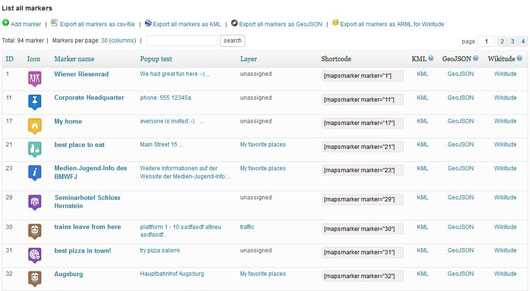 List all markers
Add marker | Export all markers as csv-file | Export all markers as KML | Export all markers as GeoJSON | Export all markers as ARML for Wikitude
Total: 94 marker | Markers per page: 30 (columns) | search page 1 2 3 4
ID Icon Marker name Popup text Layer Shortcode KML GeoJSON Wikitude
1 Wiener Riesenrad We had great fun here :-) ... unassigned [mapsmarker marker="1"] KML GeoJSON Wikitude
11 Corporate Headquarter phone: 555 12345a unassigned [mapsmarker marker="11"] KML GeoJSON Wikitude
17 My home everyone is invited :-) ... unassigned [mapsmarker marker="17"] KML GeoJSON Wikitude
21 best place to eat Main Street 15 ... My favorite places [mapsmarker marker="21"] KML GeoJSON Wikitude
23 Medien-Jugend-Info des Weitere Informationen auf der My favorite places [mapsmarker marker="23"] KML GeoJSON Wikitude
BMWFJ Website der Medien-Jugend-Info...
29 Seminarhotel Schloss unassigned [mapsmarker marker="29"] KML GeoJSON Wikitude
Hernstein
30 trains leave from here plattform 1 - 10 sadfasdf traffic [mapsmarker marker="30"] KML GeoJSON Wikitude
asdfasdf...
31 best pizza in town! try pizza salami unassigned [mapsmarker marker="31"] KML GeoJSON Wikitude
32 Augsburg Hauptbahnhof Augsburg My favorite places [mapsmarker marker="32"] KML GeoJSON Wikitude